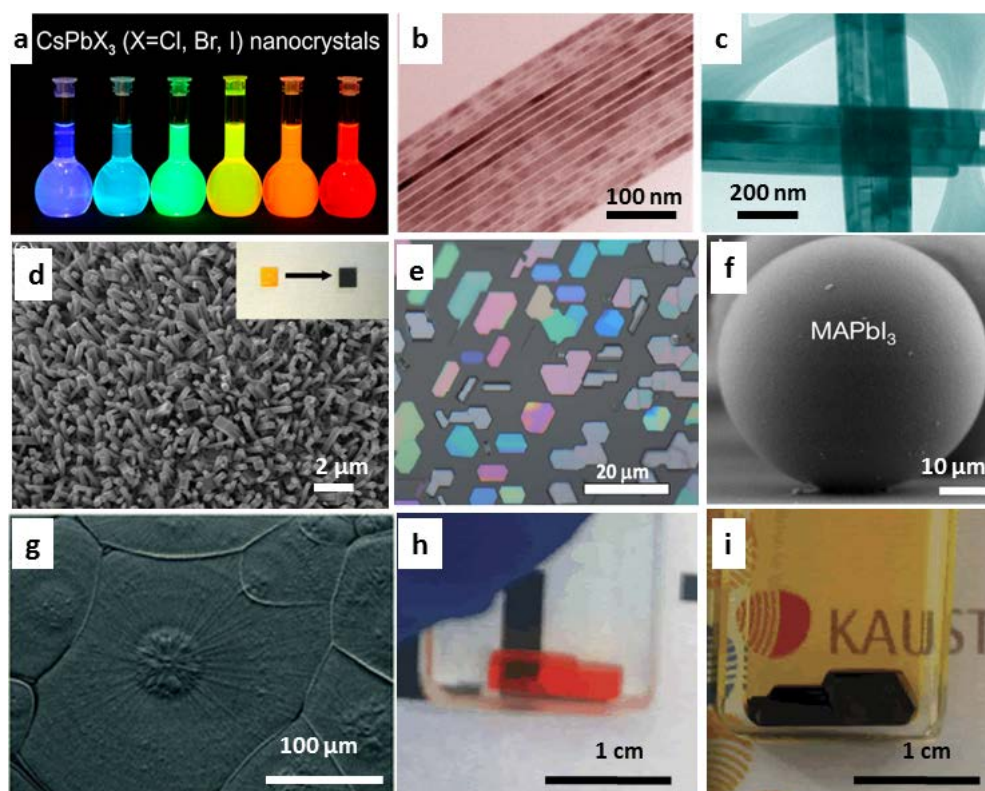 a CsPbX₃ (X=Cl, Br, I) nanocrystals
b
100 nm
c
200 nm
d
2 μm
e
20 μm
f
MAPbI₃
10 μm
g
100 μm
h
1 cm
i
KAUST
1 cm